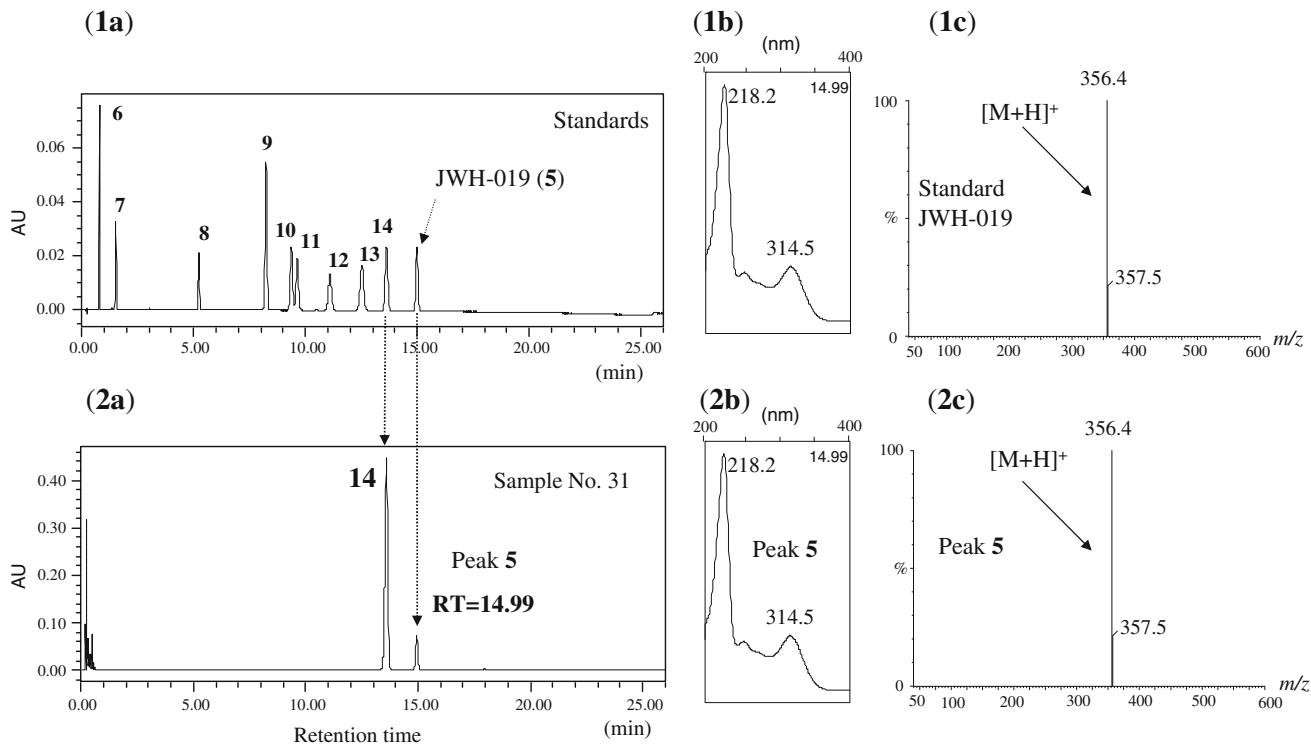 (1a)
Standards
AU
0.06
0.04
0.02
0.00
6
7
8
9
10
11
12
13
14
JWH-019 (5)
0.00 5.00 10.00 15.00 20.00 25.00
(min)
(1b)
(nm)
200 400
14.99
218.2
314.5
(1c)
356.4
100
[M+H]+
Standard
JWH-019
%
357.5
0
50 100 200 300 400 500 600 m/z
(2a)
Sample No. 31
AU
0.40
0.30
0.20
0.10
0.00
14
Peak 5
RT=14.99
0.00 5.00 10.00 15.00 20.00 25.00
Retention time
(min)
(2b)
(nm)
200 400
14.99
218.2
Peak 5
314.5
(2c)
356.4
100
[M+H]+
Peak 5
%
357.5
0
50 100 200 300 400 500 600 m/z